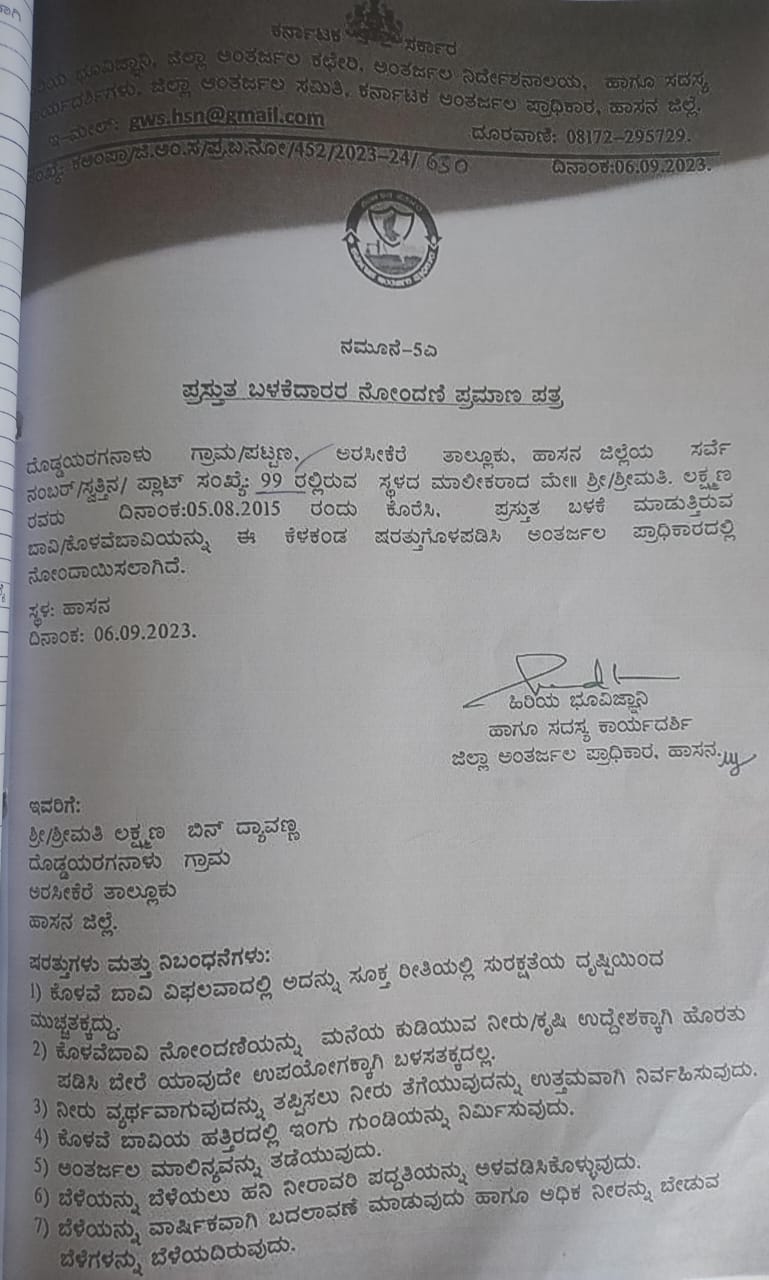 ಕರ್ನಾಟಕ ಸರ್ಕಾರ
ಭೂವಿಜ್ಞಾನಿ, ಜಿಲ್ಲಾ ಅಂತರ್ಜಲ ಕಛೇರಿ, ಅಂತರ್ಜಲ ನಿರ್ದೇಶನಾಲಯ, ಹಾಗೂ ಸದಸ್ಯ
ಜಿಲ್ಲಾ ಅಂತರ್ಜಲ ಸಮಿತಿ, ಕರ್ನಾಟಕ ಅಂತರ್ಜಲ ಪ್ರಾಧಿಕಾರ, ಹಾಸನ ಜಿಲ್ಲೆ.
ಇ-ಮೇಲ್: gws.hsn@gmail.com ದೂರವಾಣಿ: 08172-295729.
ಕಅಂಪ್ರಾ/ಜಿ.ಅಂ.ಸ/ಪ್ರ.ಬ.ನೋ/452/2023-24/ 650 ದಿನಾಂಕ:06.09.2023.
ನಮೂನೆ-5ಎ
ಪ್ರಸ್ತುತ ಬಳಕೆದಾರರ ನೋಂದಣಿ ಪ್ರಮಾಣ ಪತ್ರ
ದೊಡ್ಡಯರಗನಾಳು ಗ್ರಾಮ/ಪಟ್ಟಣ, ಅರಸೀಕೆರೆ ತಾಲ್ಲೂಕು, ಹಾಸನ ಜಿಲ್ಲೆಯ ಸರ್ವೆ
ನಂಬರ್/ಸ್ವತ್ತಿನ/ ಪ್ಲಾಟ್ ಸಂಖ್ಯೆ: 99 ರಲ್ಲಿರುವ ಸ್ಥಳದ ಮಾಲೀಕರಾದ ಮೇ॥ ಶ್ರೀ/ಶ್ರೀಮತಿ. ಲಕ್ಷ್ಮಣ
ರವರು ದಿನಾಂಕ:05.08.2015 ರಂದು ಕೊರೆಸಿ, ಪ್ರಸ್ತುತ ಬಳಕೆ ಮಾಡುತ್ತಿರುವ
ಬಾವಿ/ಕೊಳವೆಬಾವಿಯನ್ನು ಈ ಕೆಳಕಂಡ ಷರತ್ತುಗೊಳಪಡಿಸಿ ಅಂತರ್ಜಲ ಪ್ರಾಧಿಕಾರದಲ್ಲಿ
ನೋಂದಾಯಿಸಲಾಗಿದೆ.
ಸ್ಥಳ: ಹಾಸನ
ದಿನಾಂಕ: 06.09.2023.
ಹಿರಿಯ ಭೂವಿಜ್ಞಾನಿ
ಹಾಗೂ ಸದಸ್ಯ ಕಾರ್ಯದರ್ಶಿ
ಜಿಲ್ಲಾ ಅಂತರ್ಜಲ ಪ್ರಾಧಿಕಾರ, ಹಾಸನ.
ಇವರಿಗೆ:
ಶ್ರೀ/ಶ್ರೀಮತಿ ಲಕ್ಷ್ಮಣ ಬಿನ್ ದ್ಯಾವಣ್ಣ
ದೊಡ್ಡಯರಗನಾಳು ಗ್ರಾಮ
ಅರಸೀಕೆರೆ ತಾಲ್ಲೂಕು
ಹಾಸನ ಜಿಲ್ಲೆ.
ಷರತ್ತುಗಳು ಮತ್ತು ನಿಬಂಧನೆಗಳು:
1) ಕೊಳವೆ ಬಾವಿ ವಿಫಲವಾದಲ್ಲಿ ಅದನ್ನು ಸೂಕ್ತ ರೀತಿಯಲ್ಲಿ ಸುರಕ್ಷತೆಯ ದೃಷ್ಟಿಯಿಂದ
ಮುಚ್ಚತಕ್ಕದ್ದು.
2) ಕೊಳವೆಬಾವಿ ನೋಂದಣಿಯನ್ನು ಮನೆಯ ಕುಡಿಯುವ ನೀರು/ಕೃಷಿ ಉದ್ದೇಶಕ್ಕಾಗಿ ಹೊರತು
ಪಡಿಸಿ ಬೇರೆ ಯಾವುದೇ ಉಪಯೋಗಕ್ಕಾಗಿ ಬಳಸತಕ್ಕದಲ್ಲ.
3) ನೀರು ವ್ಯರ್ಥವಾಗುವುದನ್ನು ತಪ್ಪಿಸಲು ನೀರು ತೆಗೆಯುವುದನ್ನು ಉತ್ತಮವಾಗಿ ನಿರ್ವಹಿಸುವುದು.
4) ಕೊಳವೆ ಬಾವಿಯ ಹತ್ತಿರದಲ್ಲಿ ಇಂಗು ಗುಂಡಿಯನ್ನು ನಿರ್ಮಿಸುವುದು.
5) ಅಂತರ್ಜಲ ಮಾಲಿನ್ಯವನ್ನು ತಡೆಯುವುದು.
6) ಬೆಳೆಯನ್ನು ಬೆಳೆಯಲು ಹನಿ ನೀರಾವರಿ ಪದ್ದತಿಯನ್ನು ಅಳವಡಿಸಿಕೊಳ್ಳುವುದು.
7) ಬೆಳೆಯನ್ನು ವಾರ್ಷಿಕವಾಗಿ ಬದಲಾವಣೆ ಮಾಡುವುದು ಹಾಗೂ ಅಧಿಕ ನೀರನ್ನು ಬೇಡುವ
ಬೆಳೆಗಳನ್ನು ಬೆಳೆಯದಿರುವುದು.